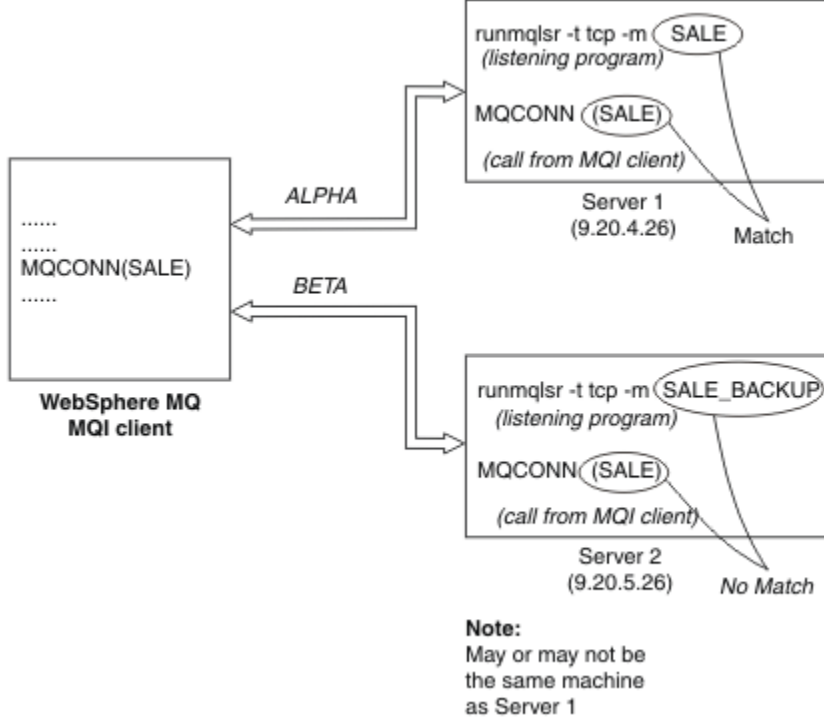 runmqlsr -t tcp -m SALE
(listening program)
MQCONN (SALE)
(call from MQI client)
Server 1
(9.20.4.26)
Match
ALPHA
......
......
MQCONN(SALE)
......
BETA
WebSphere MQ
MQI client
runmqlsr -t tcp -m SALE_BACKUP
(listening program)
MQCONN (SALE)
(call from MQI client)
Server 2
(9.20.5.26)
No Match
Note:
May or may not be
the same machine
as Server 1